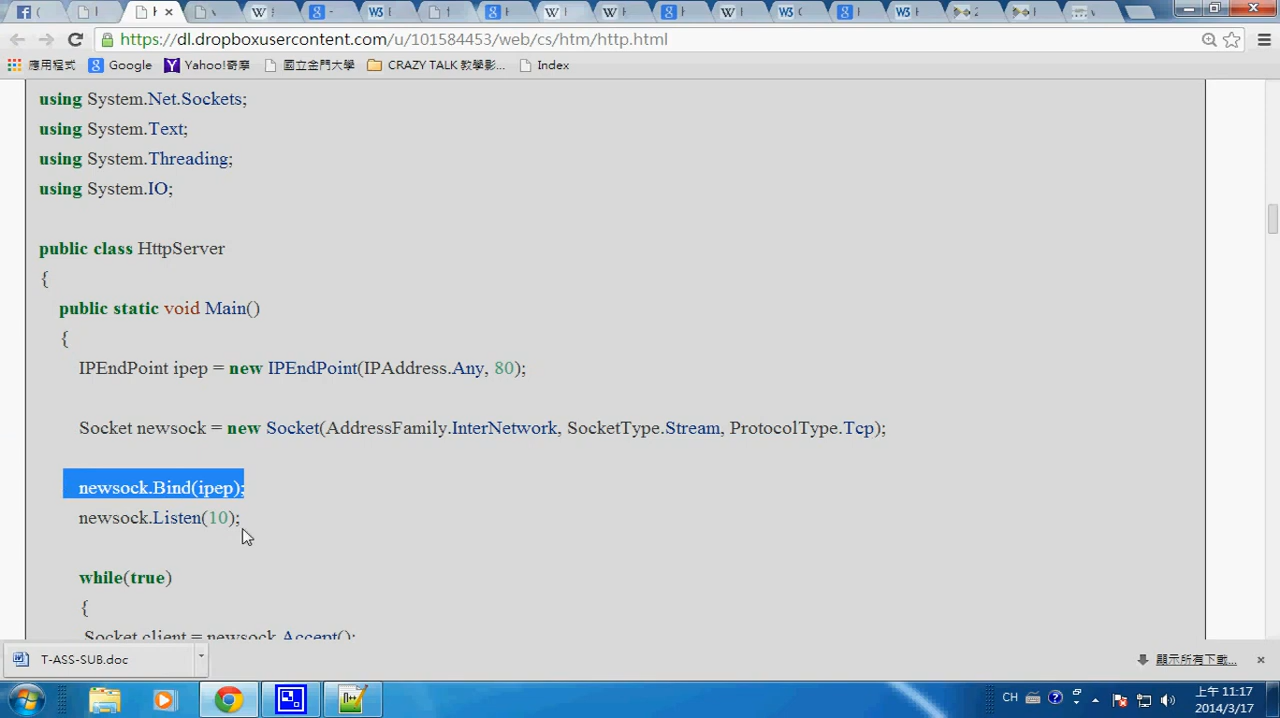 https://dl.dropboxusercontent.com/u/101584453/web/cs/htm/http.html
應用程式 Google Yahoo!奇摩 國立金門大學 CRAZY TALK 教學影... Index
using System.Net.Sockets;
using System.Text;
using System.Threading;
using System.IO;
public class HttpServer
{
public static void Main()
{
IPEndPoint ipep = new IPEndPoint(IPAddress.Any, 80);
Socket newsock = new Socket(AddressFamily.InterNetwork, SocketType.Stream, ProtocolType.Tcp);
newsock.Bind(ipep);
newsock.Listen(10);
while(true)
{
Socket client = newsock.Accept();
T-ASS-SUB.doc
顯示所有下載...
CH
上午 11:17
2014/3/17